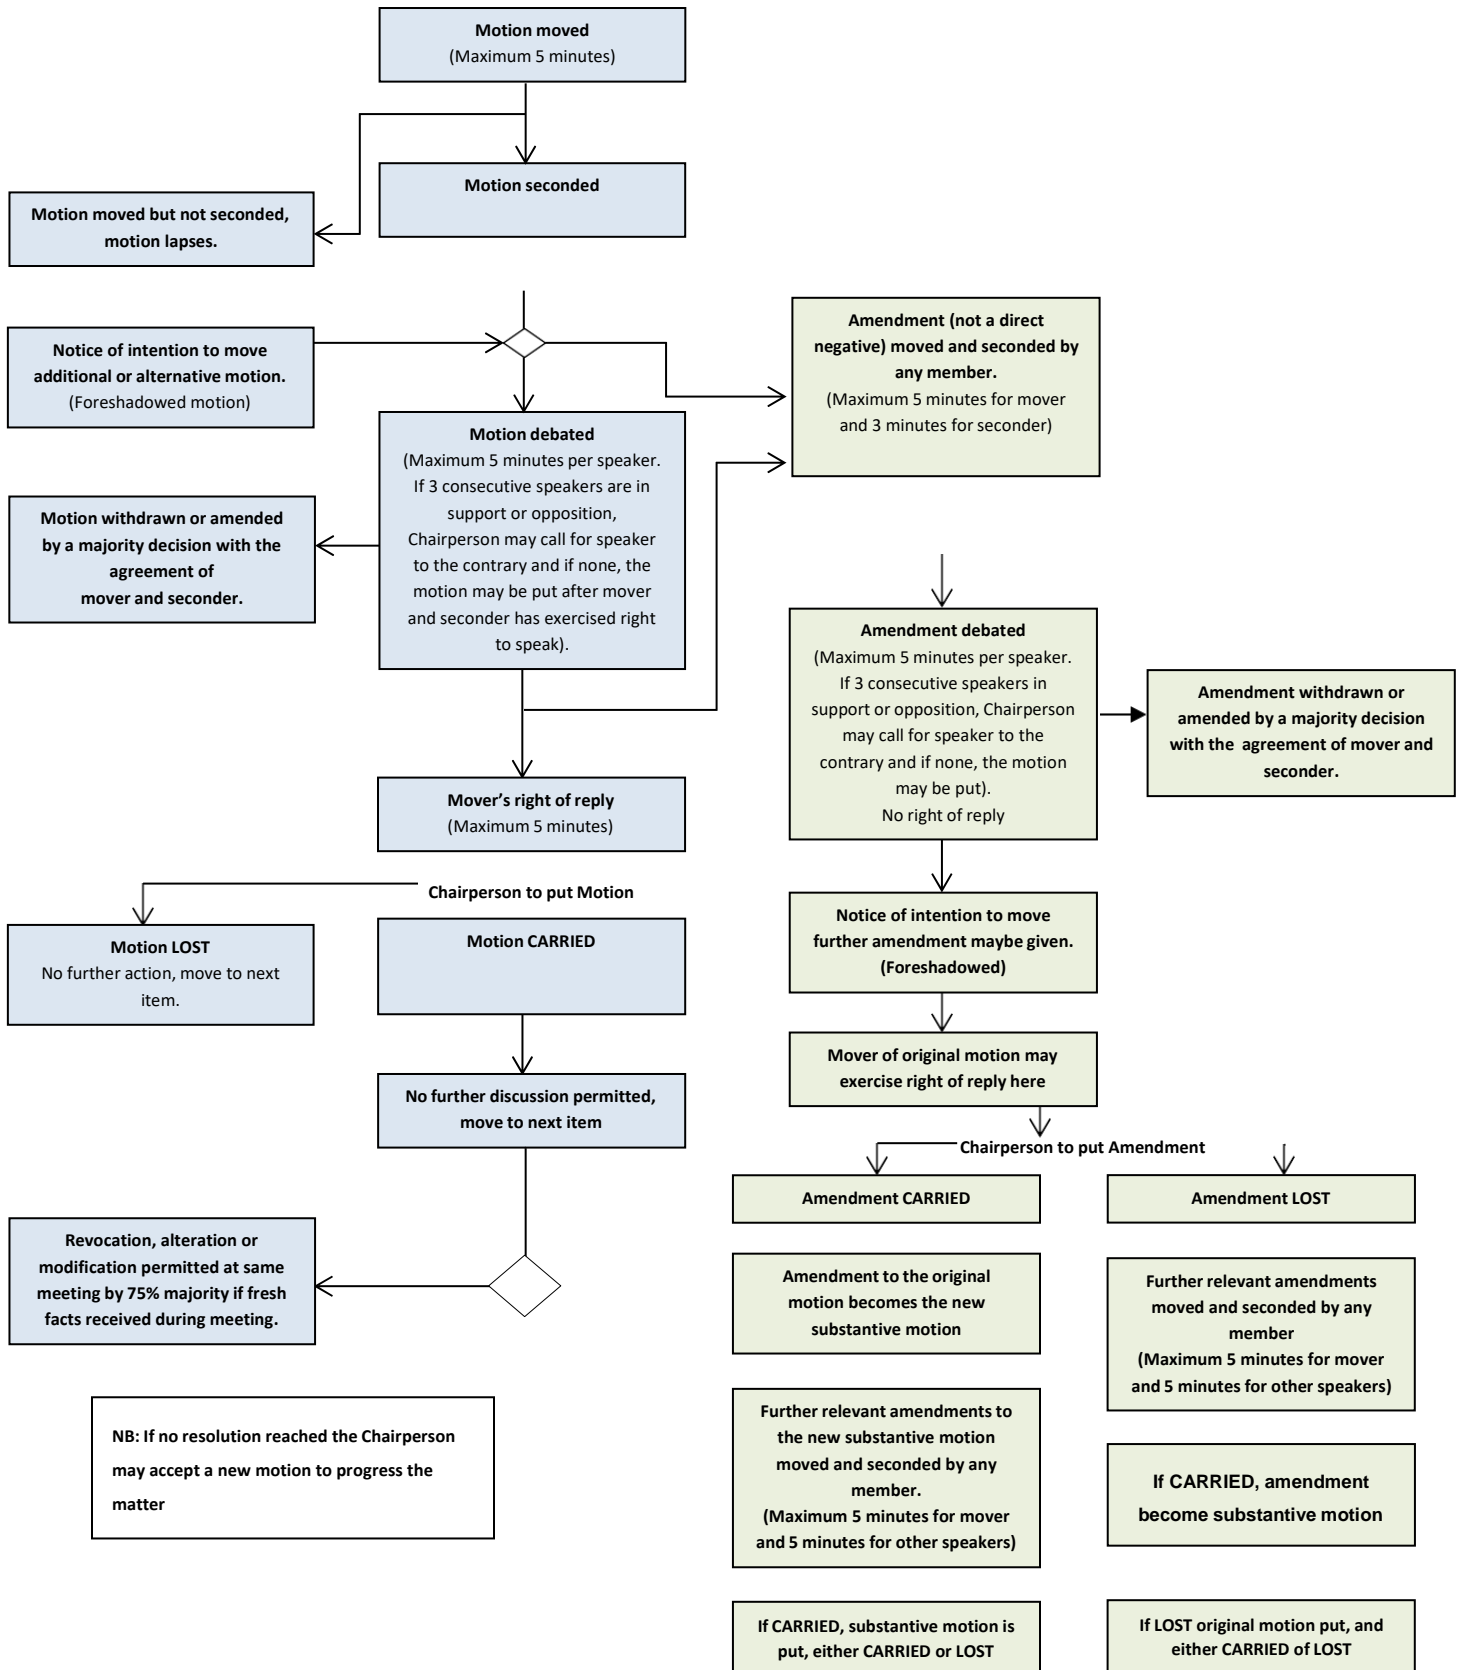 Motion moved
(Maximum 5 minutes)
Motion seconded
Motion moved but not seconded,
motion lapses.
Notice of intention to move
additional or alternative motion.
(Foreshadowed motion)
Amendment (not a direct
negative) moved and seconded by
any member.
(Maximum 5 minutes for mover
and 3 minutes for seconder)
Motion debated
(Maximum 5 minutes per speaker.
If 3 consecutive speakers are in
support or opposition,
Chairperson may call for speaker
to the contrary and if none, the
motion may be put after mover
and seconder has exercised right
to speak).
Motion withdrawn or amended
by a majority decision with the
agreement of
mover and seconder.
Amendment debated
(Maximum 5 minutes per speaker.
If 3 consecutive speakers in
support or opposition, Chairperson
may call for speaker to the
contrary and if none, the motion
may be put).
No right of reply
Amendment withdrawn or
amended by a majority decision
with the  agreement of mover and
seconder.
Mover’s right of reply
(Maximum 5 minutes)
Chairperson to put Motion
Motion LOST
No further action, move to next
item.
Motion CARRIED
Notice of intention to move
further amendment maybe given.
(Foreshadowed)
Mover of original motion may
exercise right of reply here
No further discussion permitted,
move to next item
Chairperson to put Amendment
Amendment CARRIED
Amendment LOST
Revocation, alteration or
modification permitted at same
meeting by 75% majority if fresh
facts received during meeting.
Amendment to the original
motion becomes the new
substantive motion
Further relevant amendments
moved and seconded by any
member
(Maximum 5 minutes for mover
and 5 minutes for other speakers)
NB: If no resolution reached the Chairperson
may accept a new motion to progress the
matter
Further relevant amendments to
the new substantive motion
moved and seconded by any
member.
(Maximum 5 minutes for mover
and 5 minutes for other speakers)
If CARRIED, amendment
become substantive motion
If CARRIED, substantive motion is
put, either CARRIED or LOST
If LOST original motion put, and
either CARRIED of LOST